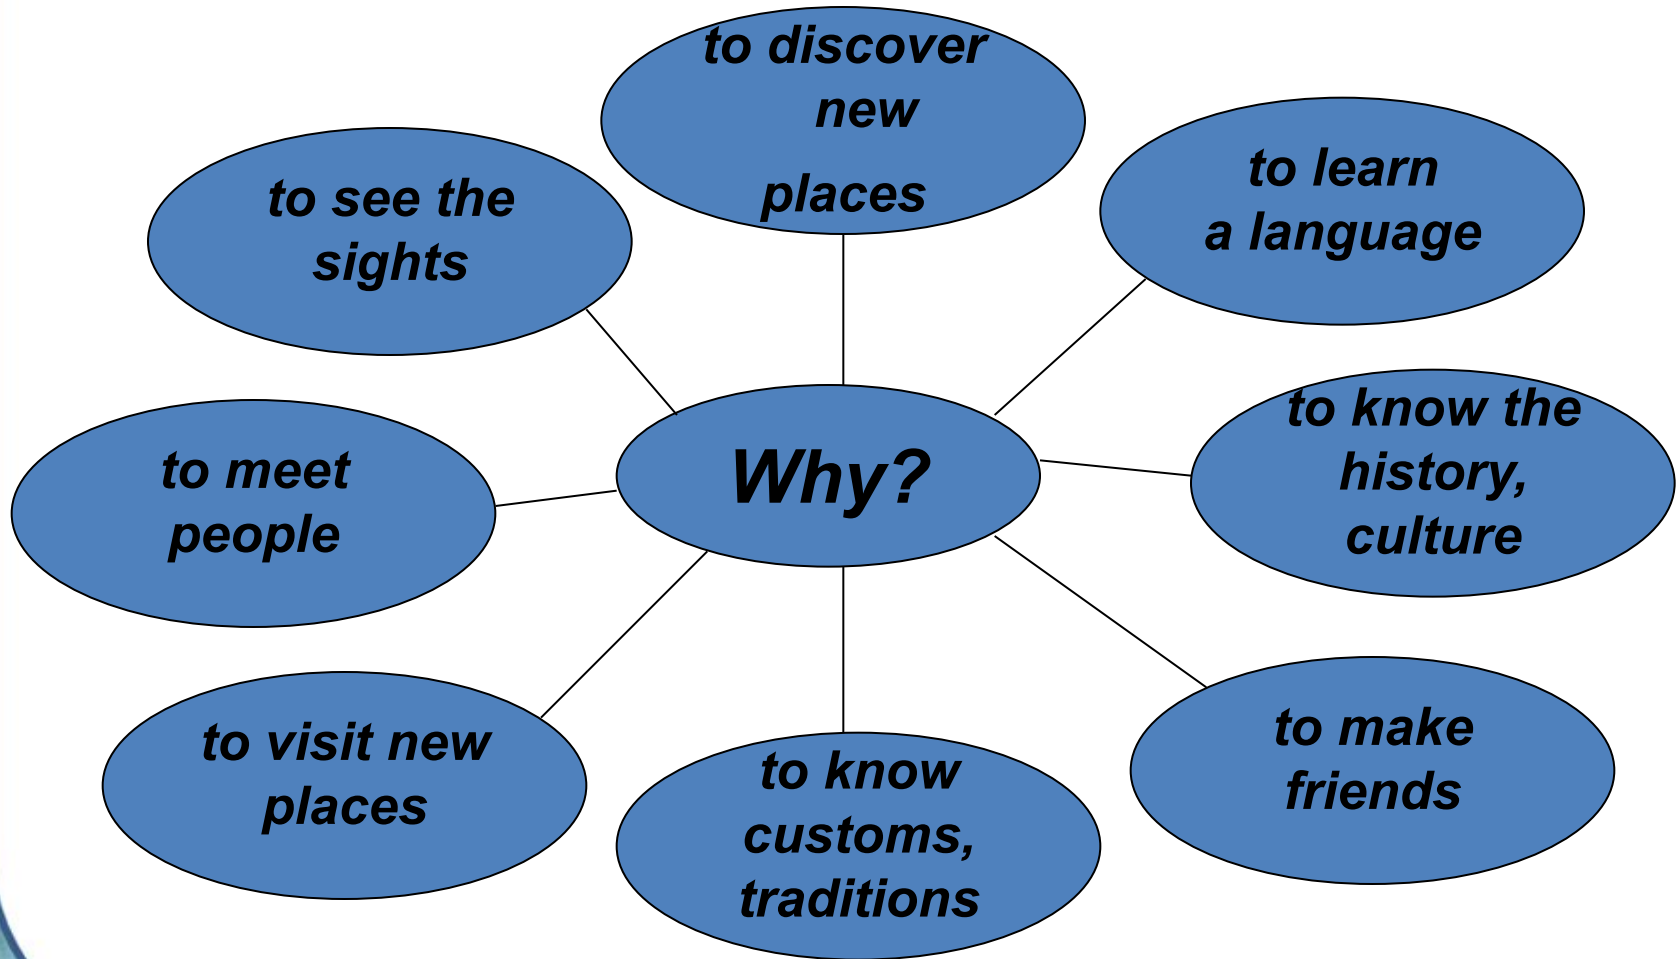 to discover
new
places
to learn
a language
to see the
sights
to know the
history,
culture
Why?
to meet
people
to make
friends
to visit new
places
to know
customs,
traditions